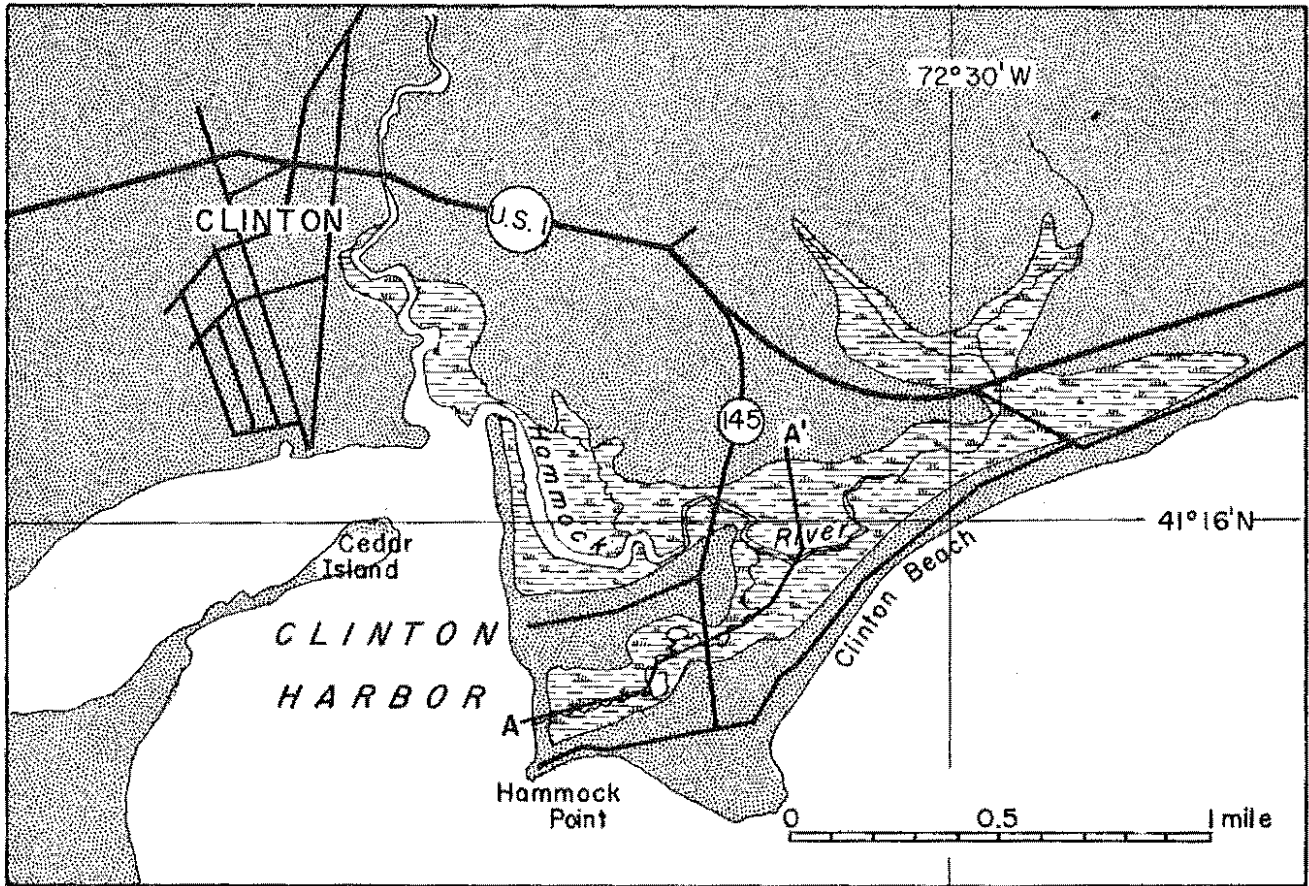 72°30'W
CLINTON
U.S. 1
145
A'
Hammock
River
41°16'N
Cedar
Island
Clinton Beach
CLINTON
HARBOR
A
Hammock
Point
0 0.5 1 mile